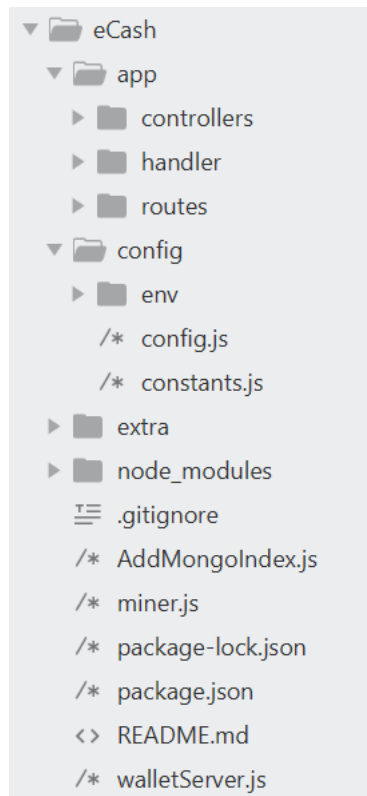 eCash
app
controllers
handler
routes
config
env
/* config.js
/* constants.js
extra
node_modules
.gitignore
/* AddMongoIndex.js
/* miner.js
/* package-lock.json
/* package.json
<> README.md
/* walletServer.js